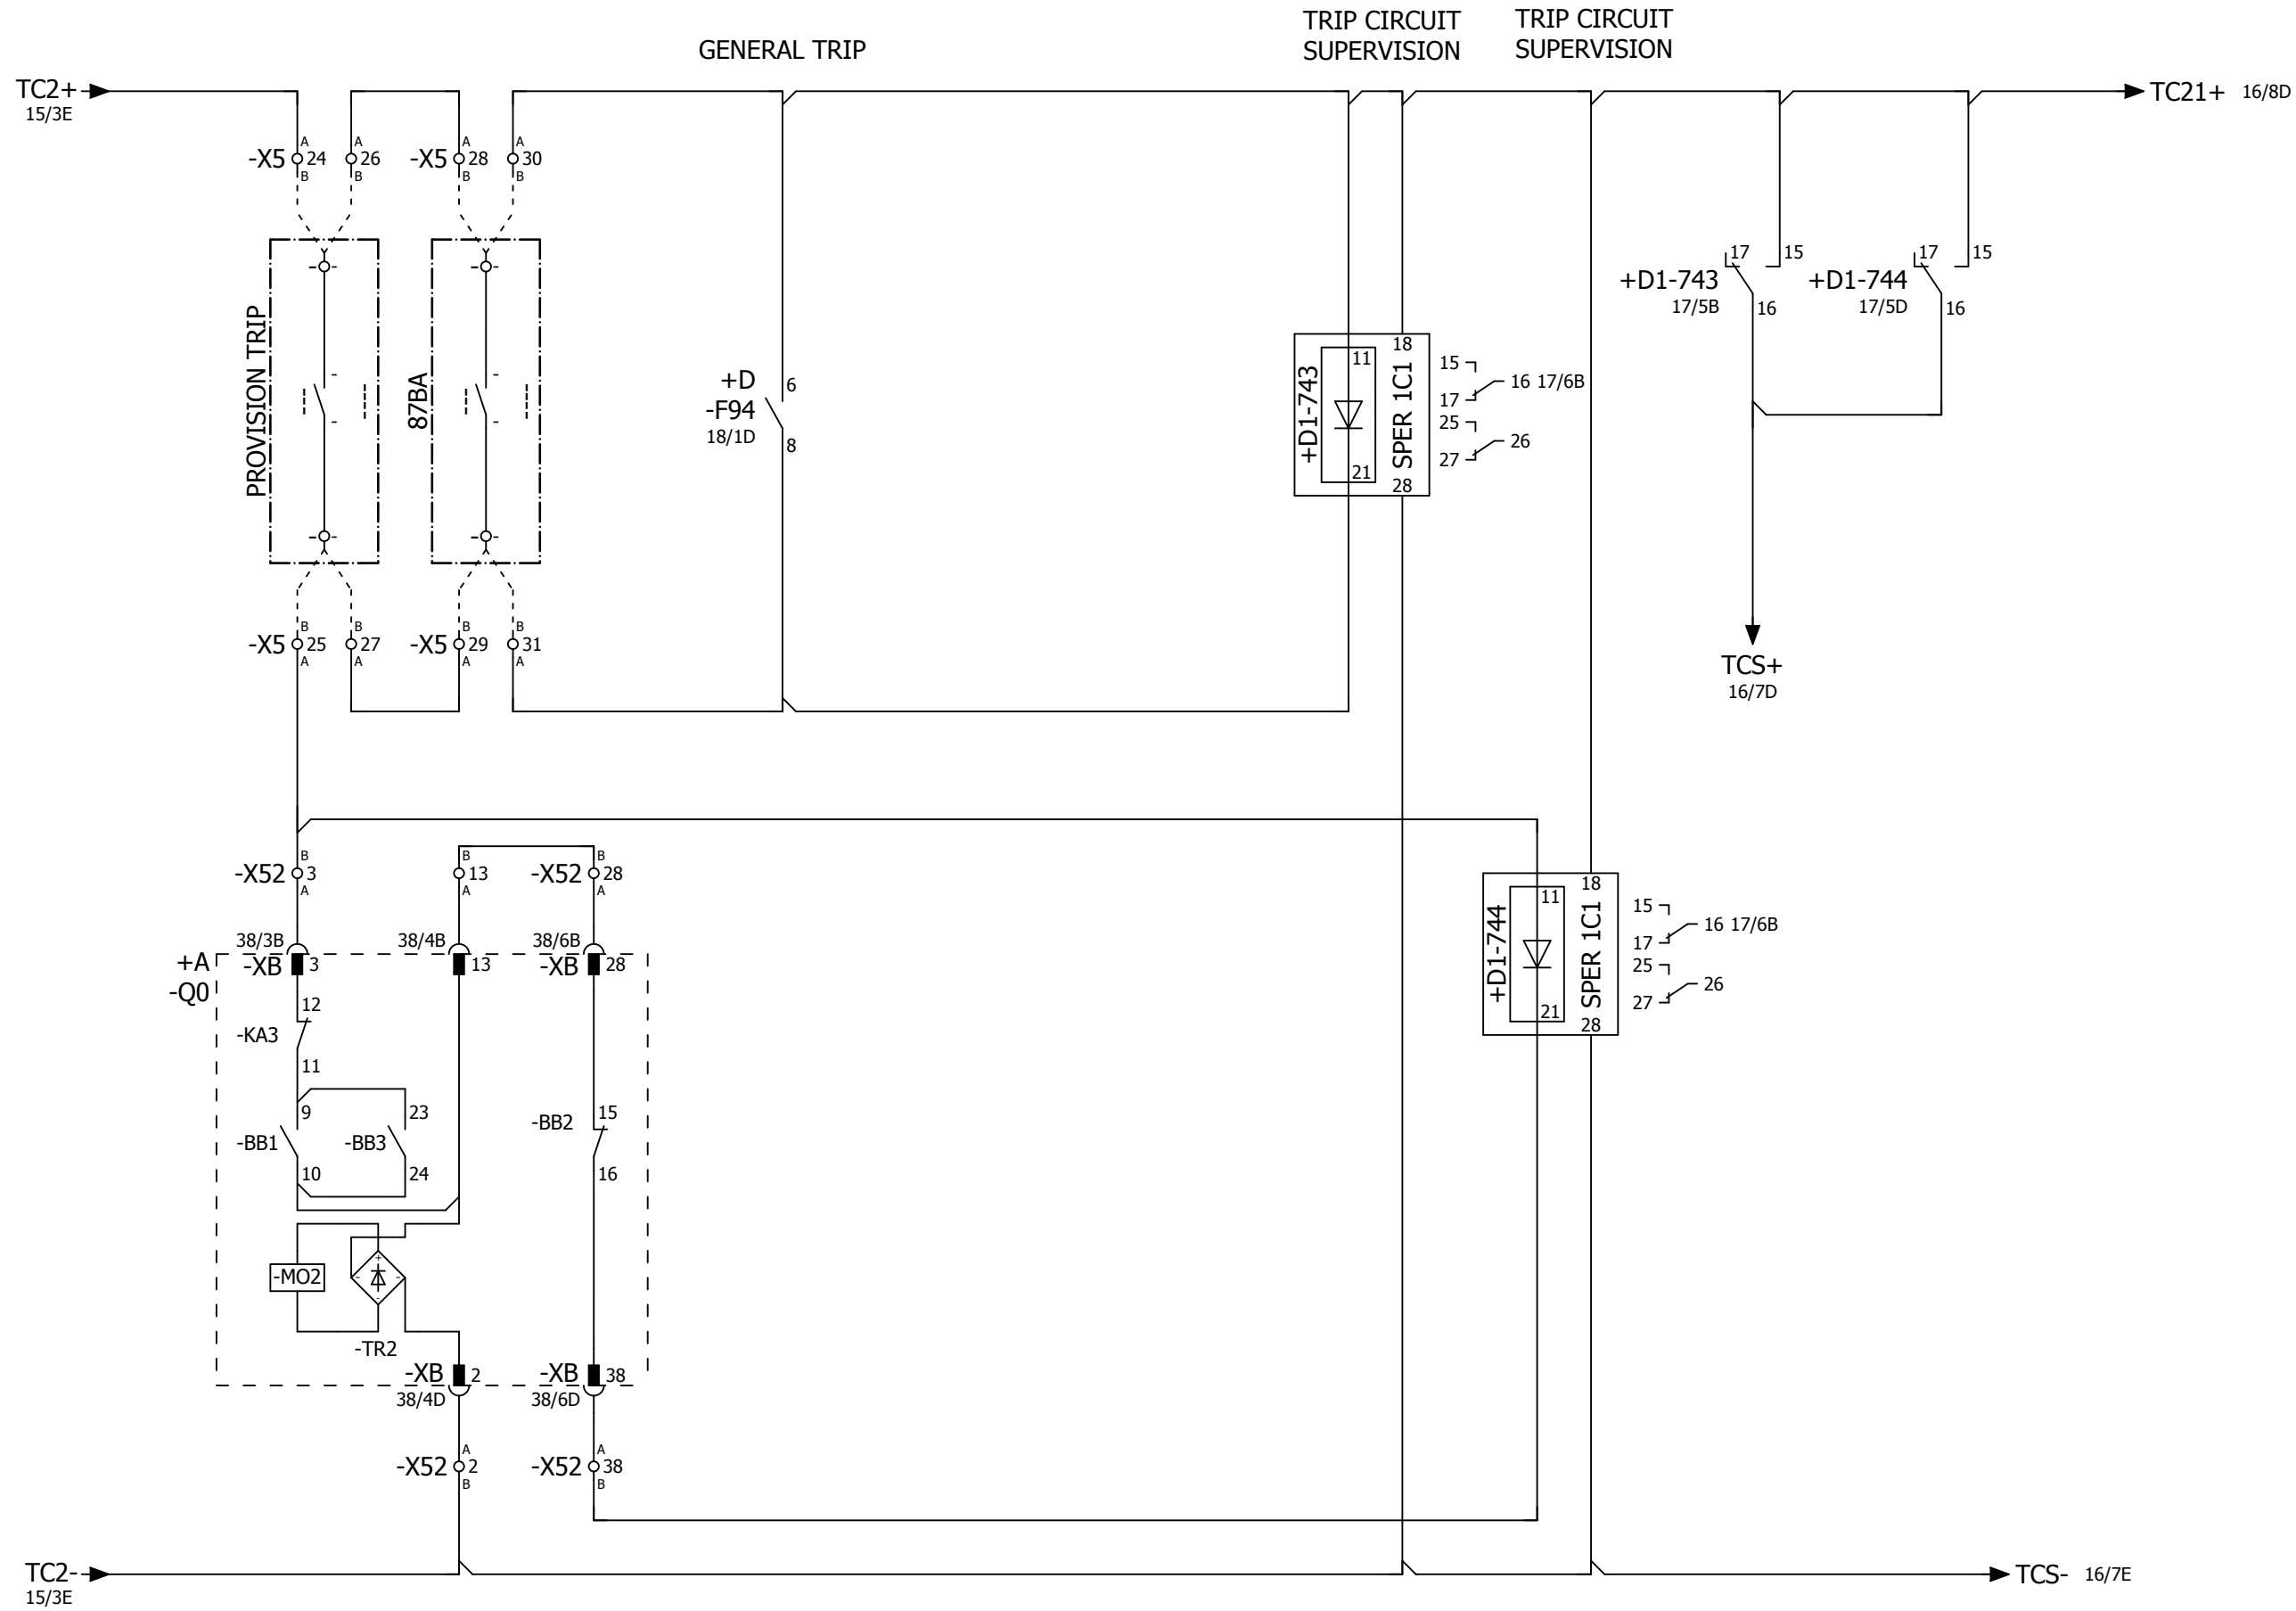 TRIP CIRCUIT
SUPERVISION
TRIP CIRCUIT
SUPERVISION
GENERAL TRIP
TC2+
15/3E
TC21+ 16/8D
-X5
A
24
B
A
26
B
-X5
A
28
B
A
30
B
PROVISION TRIP
87BA
+D
-F94
18/1D
6
8
+D1-743
11
21
SPER 1C1
18
28
15
16 17/6B
17
25
26
27
+D1-743
17/5B
17
15
16
+D1-744
17/5D
17
15
16
TCS+
16/7D
-X5
B
25
A
B
27
A
-X5
B
29
A
B
31
A
-X52
B
3
A
B
13
A
-X52
B
28
A
38/3B
38/4B
38/6B
+A
-Q0
-XB
3
13
-XB
28
-KA3
12
11
-BB1
9
10
-BB3
23
24
-BB2
15
16
-MO2
+
~
~
-
-TR2
-XB
2
38/4D
-XB
38
38/6D
-X52
A
2
B
-X52
A
38
B
+D1-744
11
21
SPER 1C1
18
28
15
16 17/6B
17
25
26
27
TC2-
15/3E
TCS- 16/7E